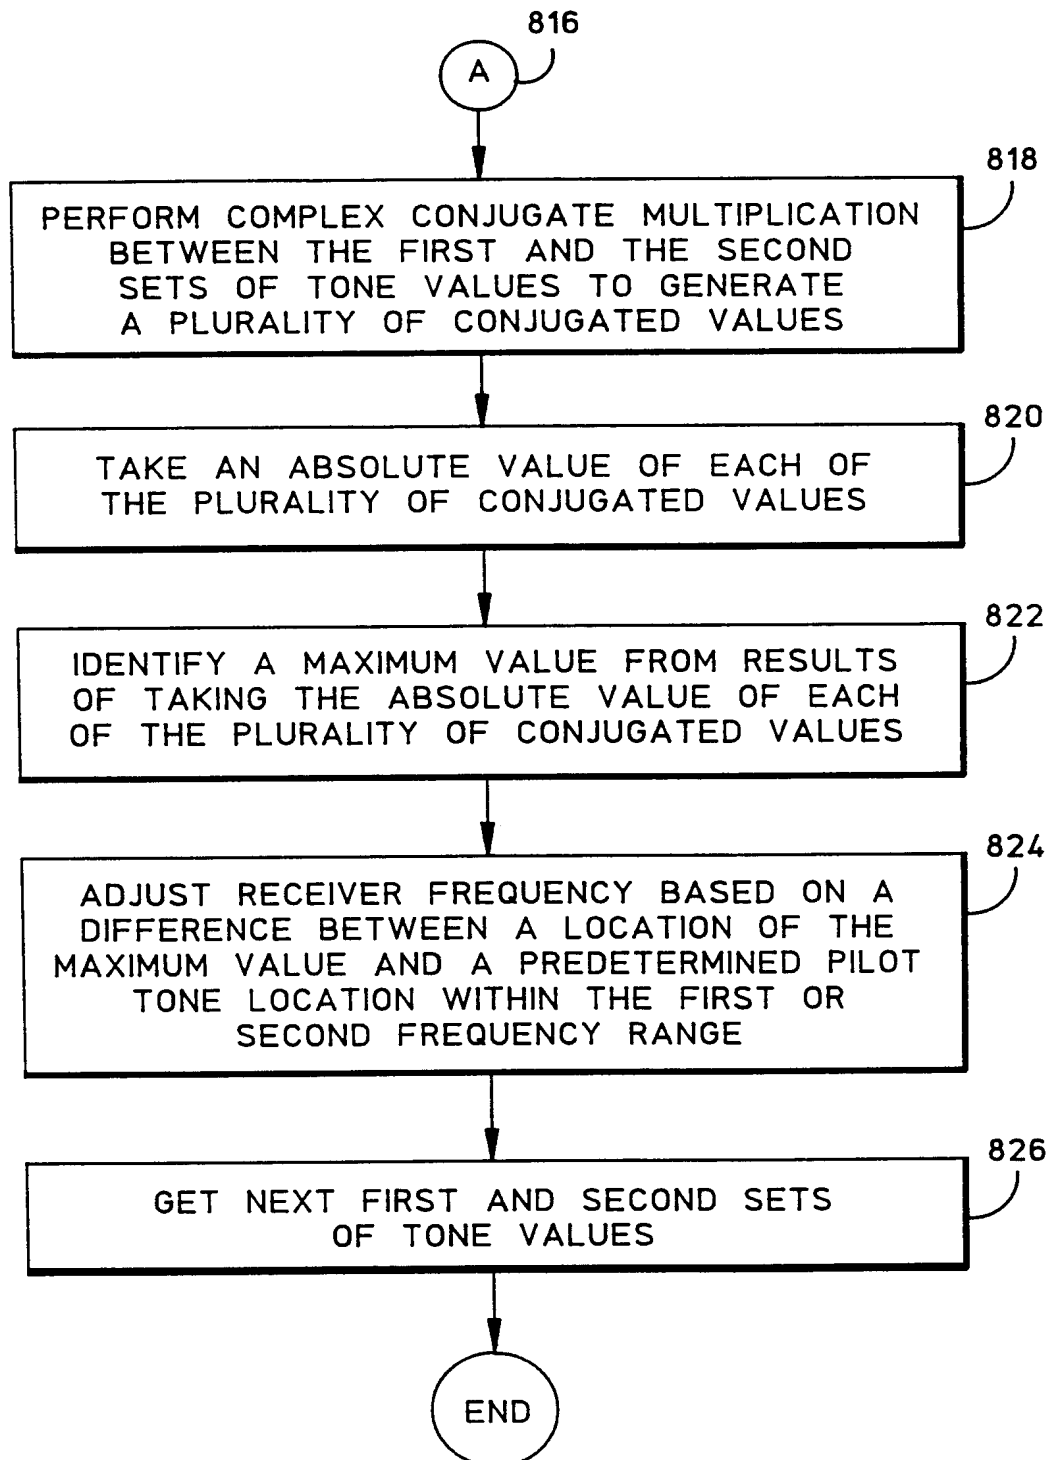 816
A
818
PERFORM COMPLEX CONJUGATE MULTIPLICATION
BETWEEN THE FIRST AND THE SECOND
SETS OF TONE VALUES TO GENERATE
A PLURALITY OF CONJUGATED VALUES
820
TAKE AN ABSOLUTE VALUE OF EACH OF
THE PLURALITY OF CONJUGATED VALUES
822
IDENTIFY A MAXIMUM VALUE FROM RESULTS
OF TAKING THE ABSOLUTE VALUE OF EACH
OF THE PLURALITY OF CONJUGATED VALUES
824
ADJUST RECEIVER FREQUENCY BASED ON A
DIFFERENCE BETWEEN A LOCATION OF THE
MAXIMUM VALUE AND A PREDETERMINED PILOT
TONE LOCATION WITHIN THE FIRST OR
SECOND FREQUENCY RANGE
826
GET NEXT FIRST AND SECOND SETS
OF TONE VALUES
END